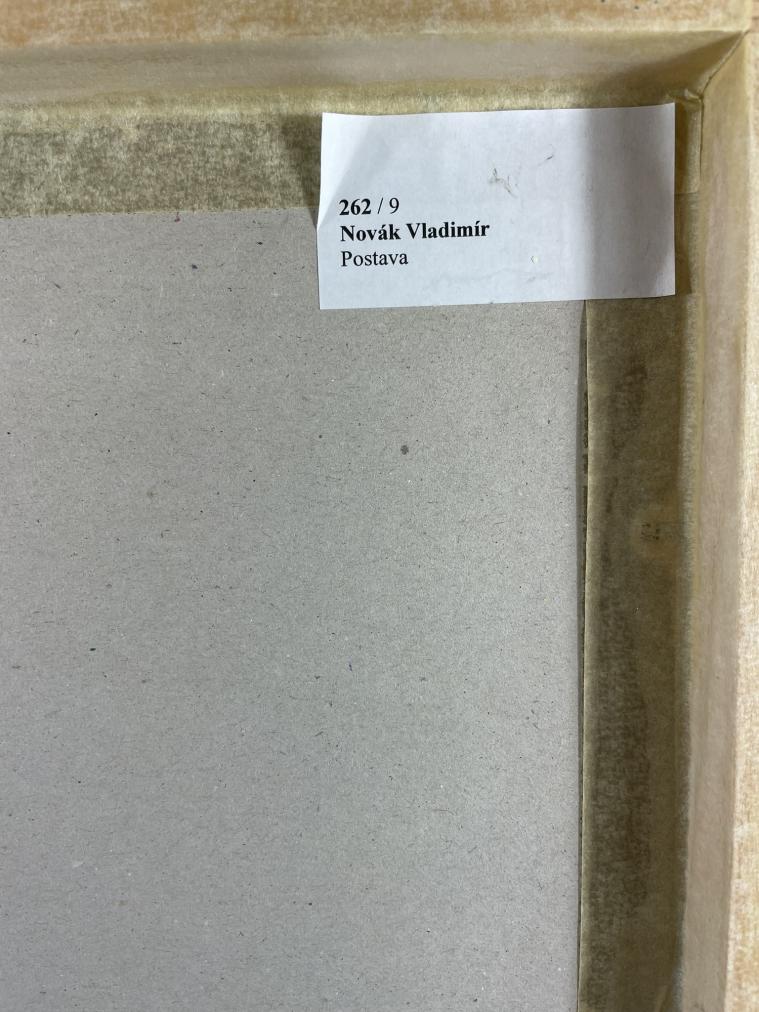 262 / 9
Novák Vladimír
Postava